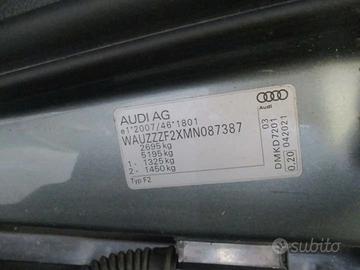 AUDI AG
e1*2007/46*1801
WAUZZZF2XMN087387
2695 kg
5195 kg
1- 1325 kg
2- 1450 kg
Typ F2
Audi
03
DMKD7201
0,20 042021
subito